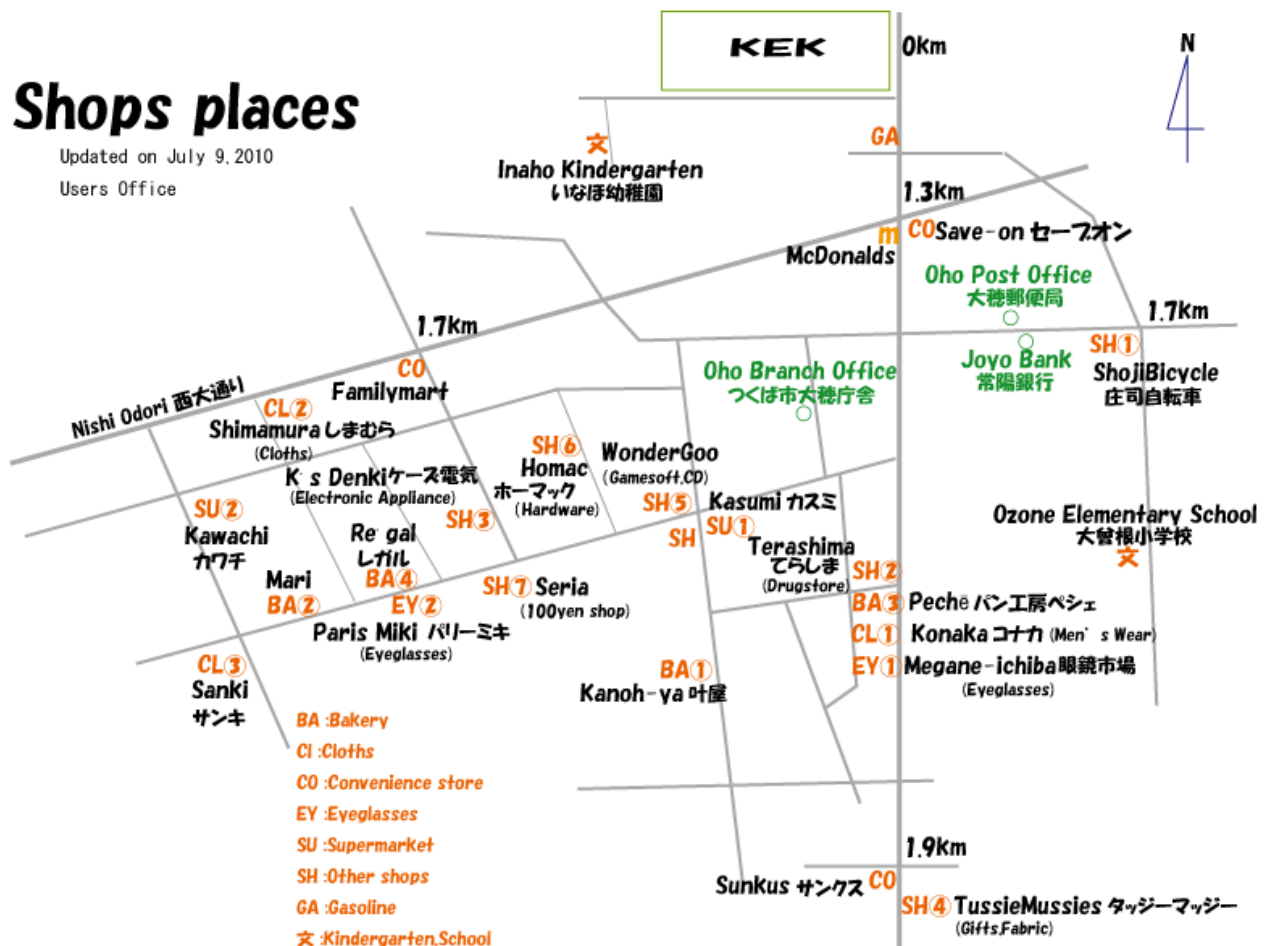 KEK
0km
N
Shops places
Updated on July 9,2010
Users Office
GA
文
Inaho Kindergarten
いなほ幼稚園
1.3km
m
McDonalds
CO Save-on セーブオン
Oho Post Office
大穂郵便局
1.7km
1.7km
CO
Familymart
Oho Branch Office
つくば市大穂庁舎
Joyo Bank
常陽銀行
SH①
ShojiBicycle
庄司自転車
Nishi Odori 西大通り
CL②
Shimamura しまむら
(Cloths)
K's Denki ケーズ電気
(Electronic Appliance)
SH③
SH⑥
Homac
ホーマック
(Hardware)
WonderGoo
(Gamesoft,CD)
SH⑤
SH
Kasumi カスミ
SU①
Terashima
てらしま
(Drugstore)
SH②
Ozone Elementary School
大曽根小学校
文
SU②
Kawachi
カワチ
Re'gal
レガル
BA④
Mari
BA②
EY②
Paris Miki パリーミキ
(Eyeglasses)
SH⑦ Seria
(100yen shop)
BA③ Pechē パン工房ペシェ
CL① Konaka コナカ (Men's Wear)
EY① Megane-ichiba 眼鏡市場
(Eyeglasses)
CL③
Sanki
サンキ
BA①
Kanoh-ya 叶屋
BA :Bakery
Cl :Cloths
CO :Convenience store
EY :Eyeglasses
SU :Supermarket
SH :Other shops
GA :Gasoline
文 :Kindergarten,School
1.9km
Sunkus サンクス CO
SH④ TussieMussies タッジーマッジー
(Gifts,Fabric)